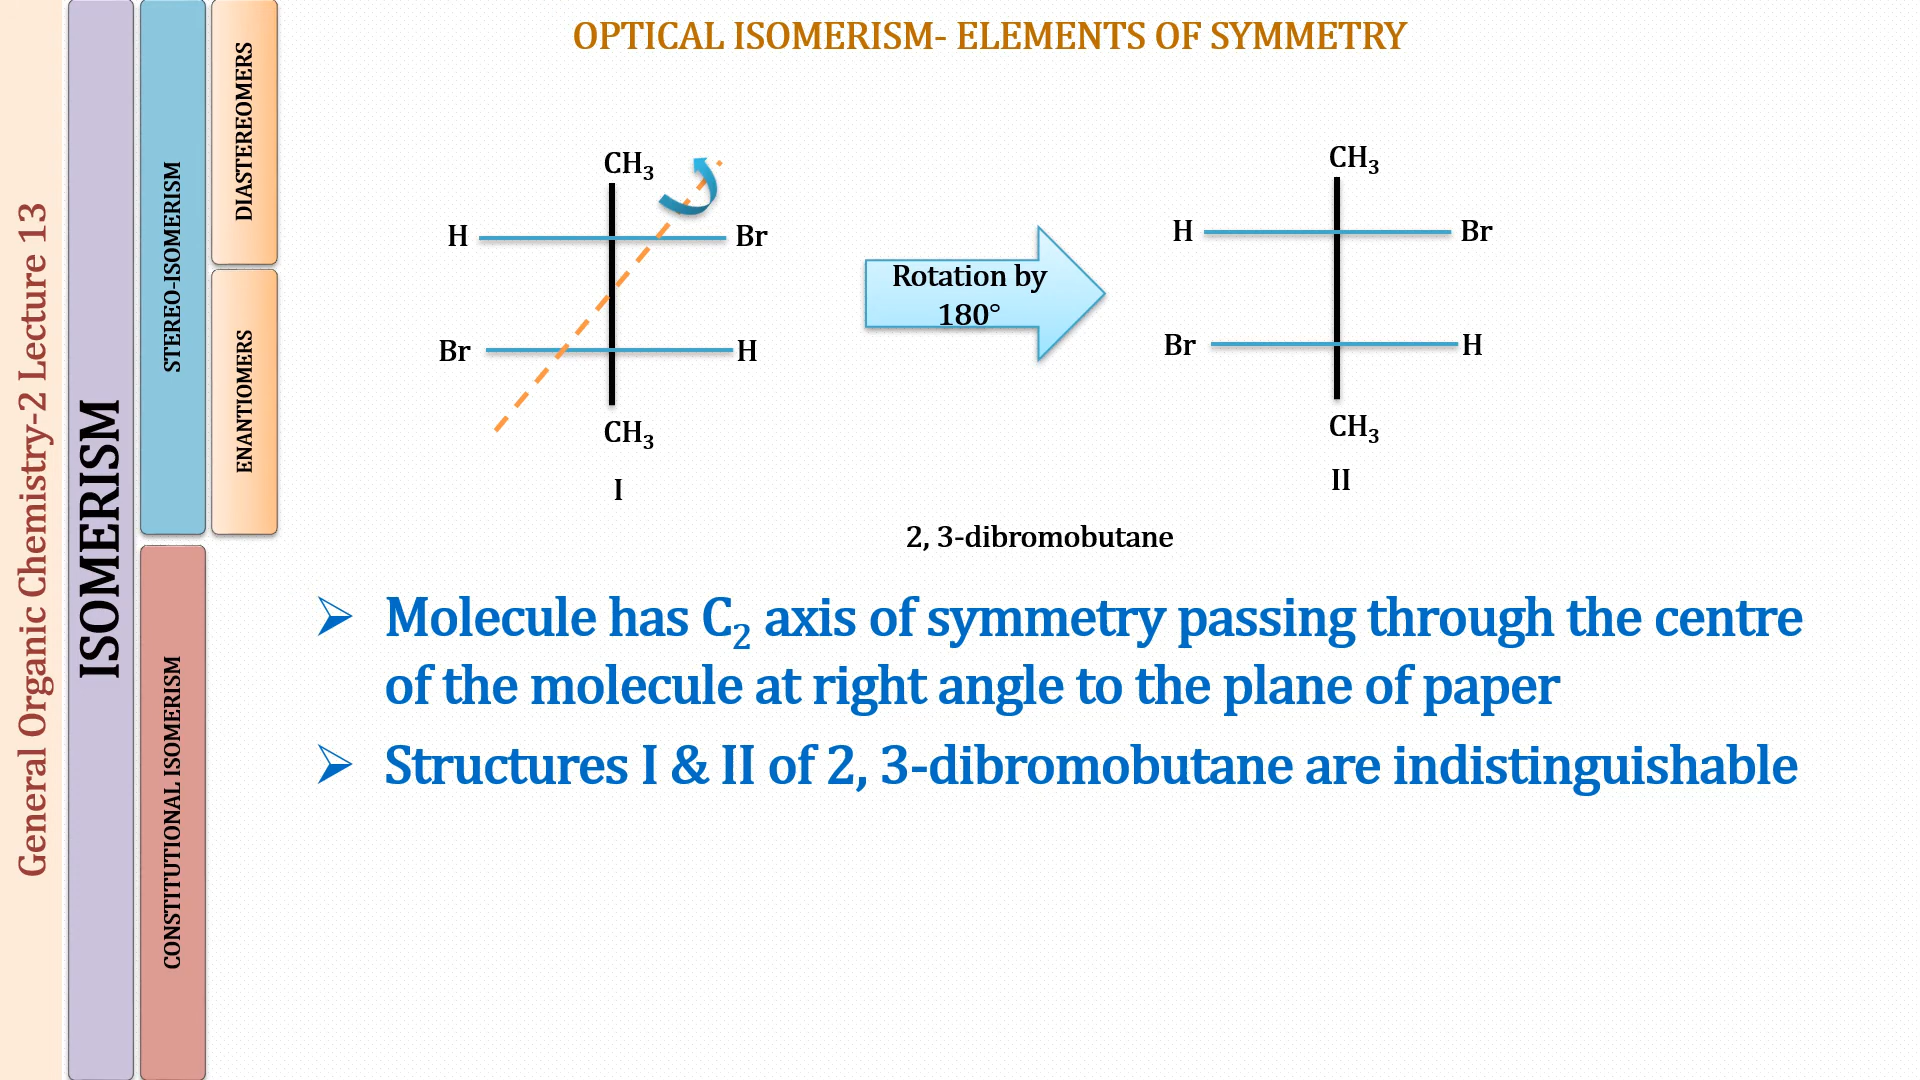 General Organic Chemistry-2 Lecture 13
ISOMERISM
STEREO-ISOMERISM
CONSTITUTIONAL ISOMERISM
DIASTEREOMERS
ENANTIOMERS
OPTICAL ISOMERISM- ELEMENTS OF SYMMETRY
CH₃
H Br
Br H
CH₃
I
Rotation by
180°
CH₃
H Br
Br H
CH₃
II
2, 3-dibromobutane
➢ Molecule has C₂ axis of symmetry passing through the centre
of the molecule at right angle to the plane of paper
➢ Structures I & II of 2, 3-dibromobutane are indistinguishable